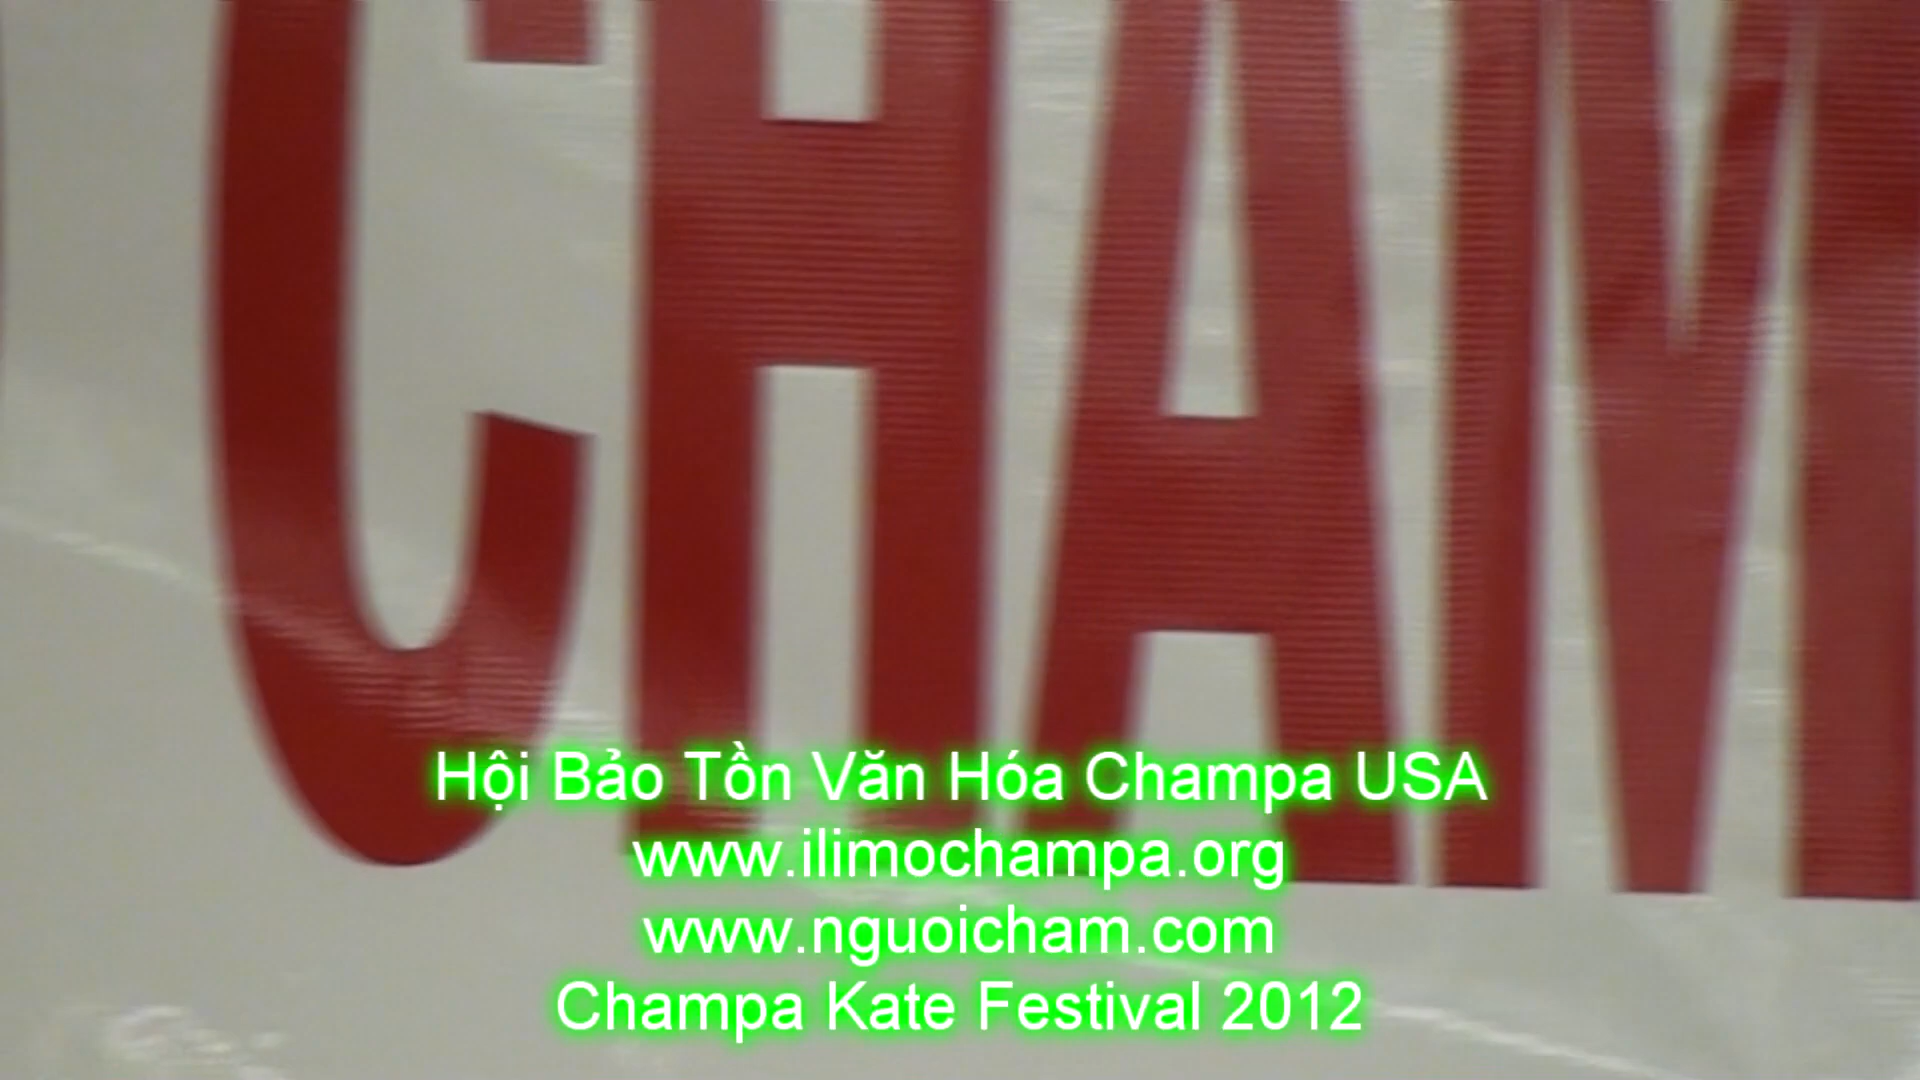 CHAM
Hội Bảo Tồn Văn Hóa Champa USA
www.ilimochampa.org
www.nguoicham.com
Champa Kate Festival 2012